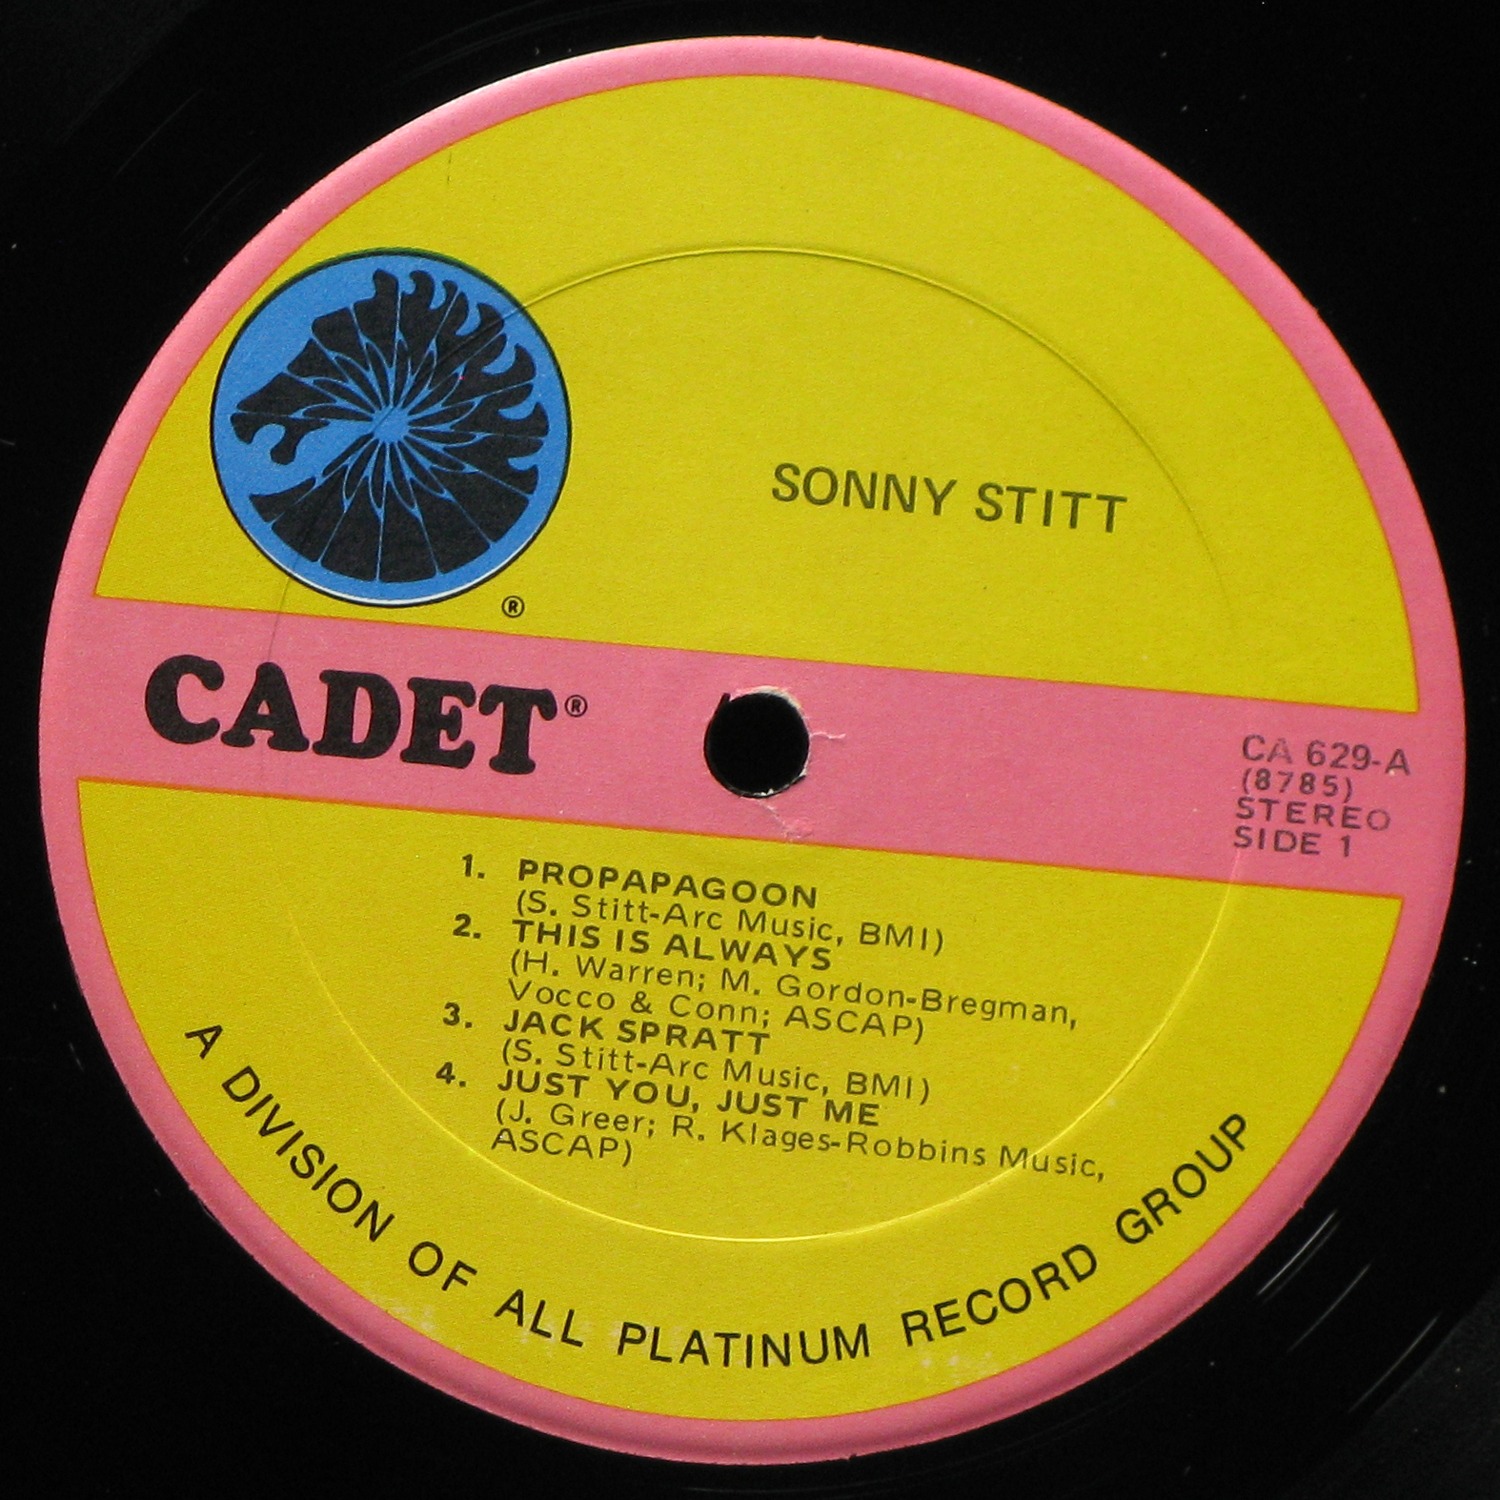 SONNY STITT
®
CADET®
CA 629-A
(8785)
STEREO
SIDE 1
1. PROPAPAGOON
(S. Stitt-Arc Music, BMI)
2. THIS IS ALWAYS
(H. Warren; M. Gordon-Bregman,
Vocco & Conn; ASCAP)
3. JACK SPRATT
(S. Stitt-Arc Music, BMI)
4. JUST YOU, JUST ME
(J. Greer; R. Klages-Robbins Music,
ASCAP)
A DIVISION OF ALL PLATINUM RECORD GROUP